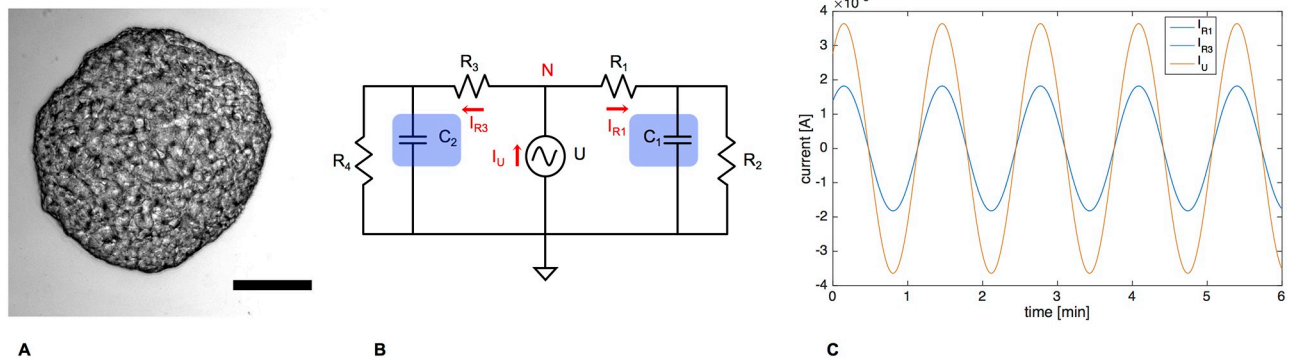 A
R3
N
R1
IR3
IR1
C2
C1
R4
IU
U
R2
B
4
3
2
1
0
-1
-2
-3
-4
current [A]
IR1
IR3
IU
0 1 2 3 4 5 6
time [min]
C